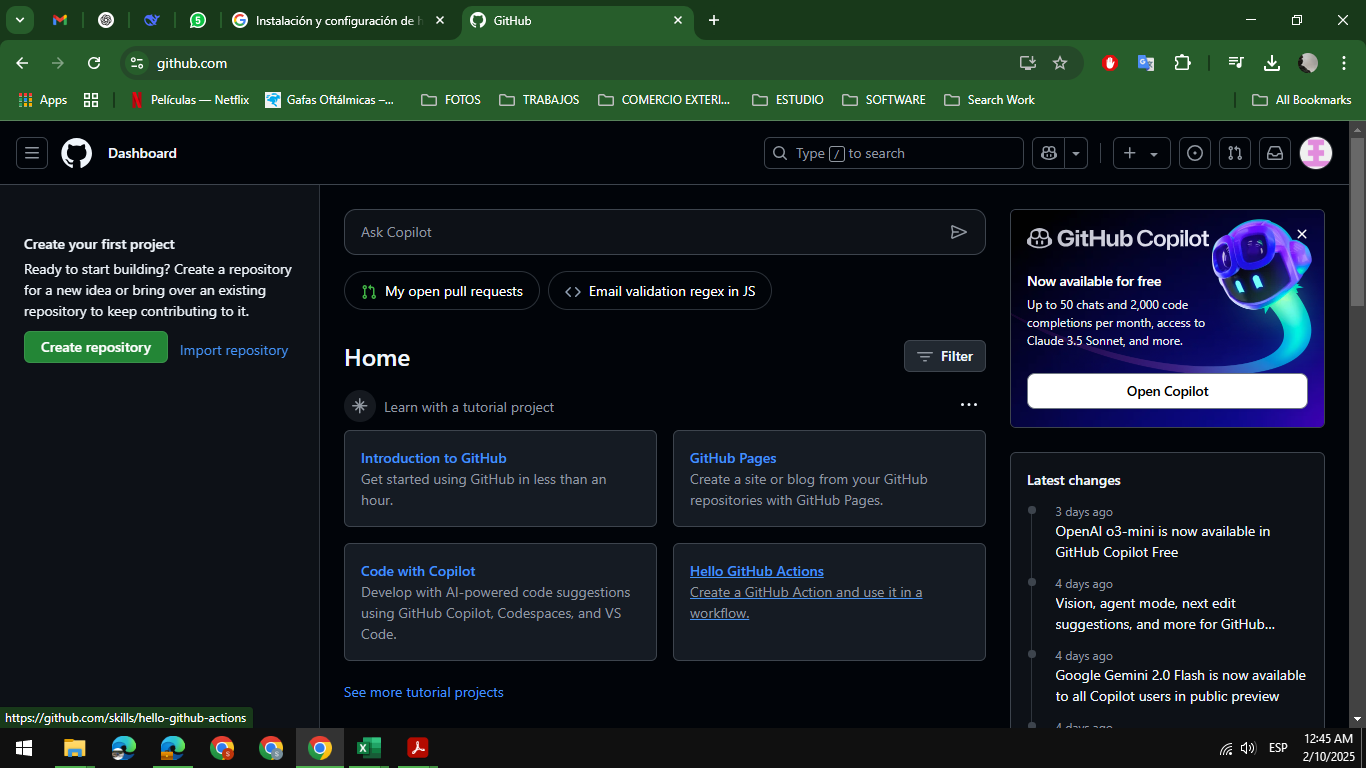 5
Instalación y configuración de h
GitHub
github.com
Apps
Películas — Netflix
Gafas Oftálmicas –...
FOTOS
TRABAJOS
COMERCIO EXTERI...
ESTUDIO
SOFTWARE
Search Work
All Bookmarks
Dashboard
Type / to search
Create your first project
Ready to start building? Create a repository
for a new idea or bring over an existing
repository to keep contributing to it.
Create repository
Import repository
Ask Copilot
My open pull requests
Email validation regex in JS
Home
Filter
Learn with a tutorial project
Introduction to GitHub
Get started using GitHub in less than an
hour.
GitHub Pages
Create a site or blog from your GitHub
repositories with GitHub Pages.
Code with Copilot
Develop with AI-powered code suggestions
using GitHub Copilot, Codespaces, and VS
Code.
Hello GitHub Actions
Create a GitHub Action and use it in a
workflow.
See more tutorial projects
GitHub Copilot
Now available for free
Up to 50 chats and 2,000 code
completions per month, access to
Claude 3.5 Sonnet, and more.
Open Copilot
Latest changes
3 days ago
OpenAI o3-mini is now available in
GitHub Copilot Free
4 days ago
Vision, agent mode, next edit
suggestions, and more for GitHub...
4 days ago
Google Gemini 2.0 Flash is now available
to all Copilot users in public preview
4 days ago
https://github.com/skills/hello-github-actions
ESP
12:45 AM
2/10/2025